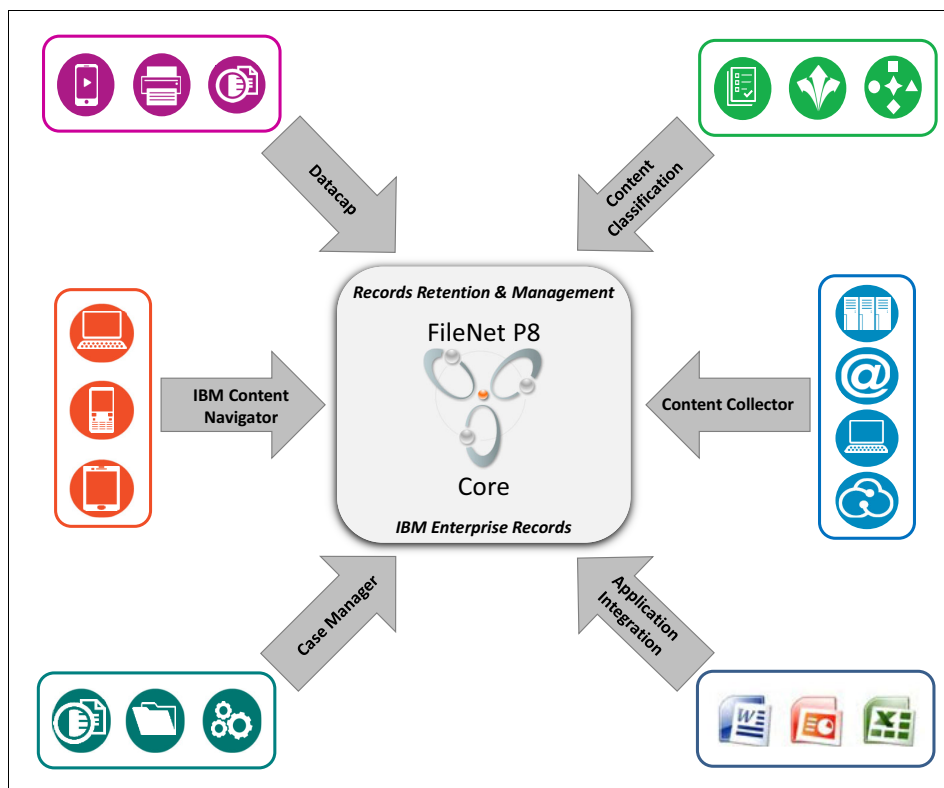 Datacap
Content
Classification
Records Retention & Management
FileNet P8
Core
IBM Enterprise Records
IBM Content
Navigator
Content Collector
@
Case Manager
Application
Integration
W
X